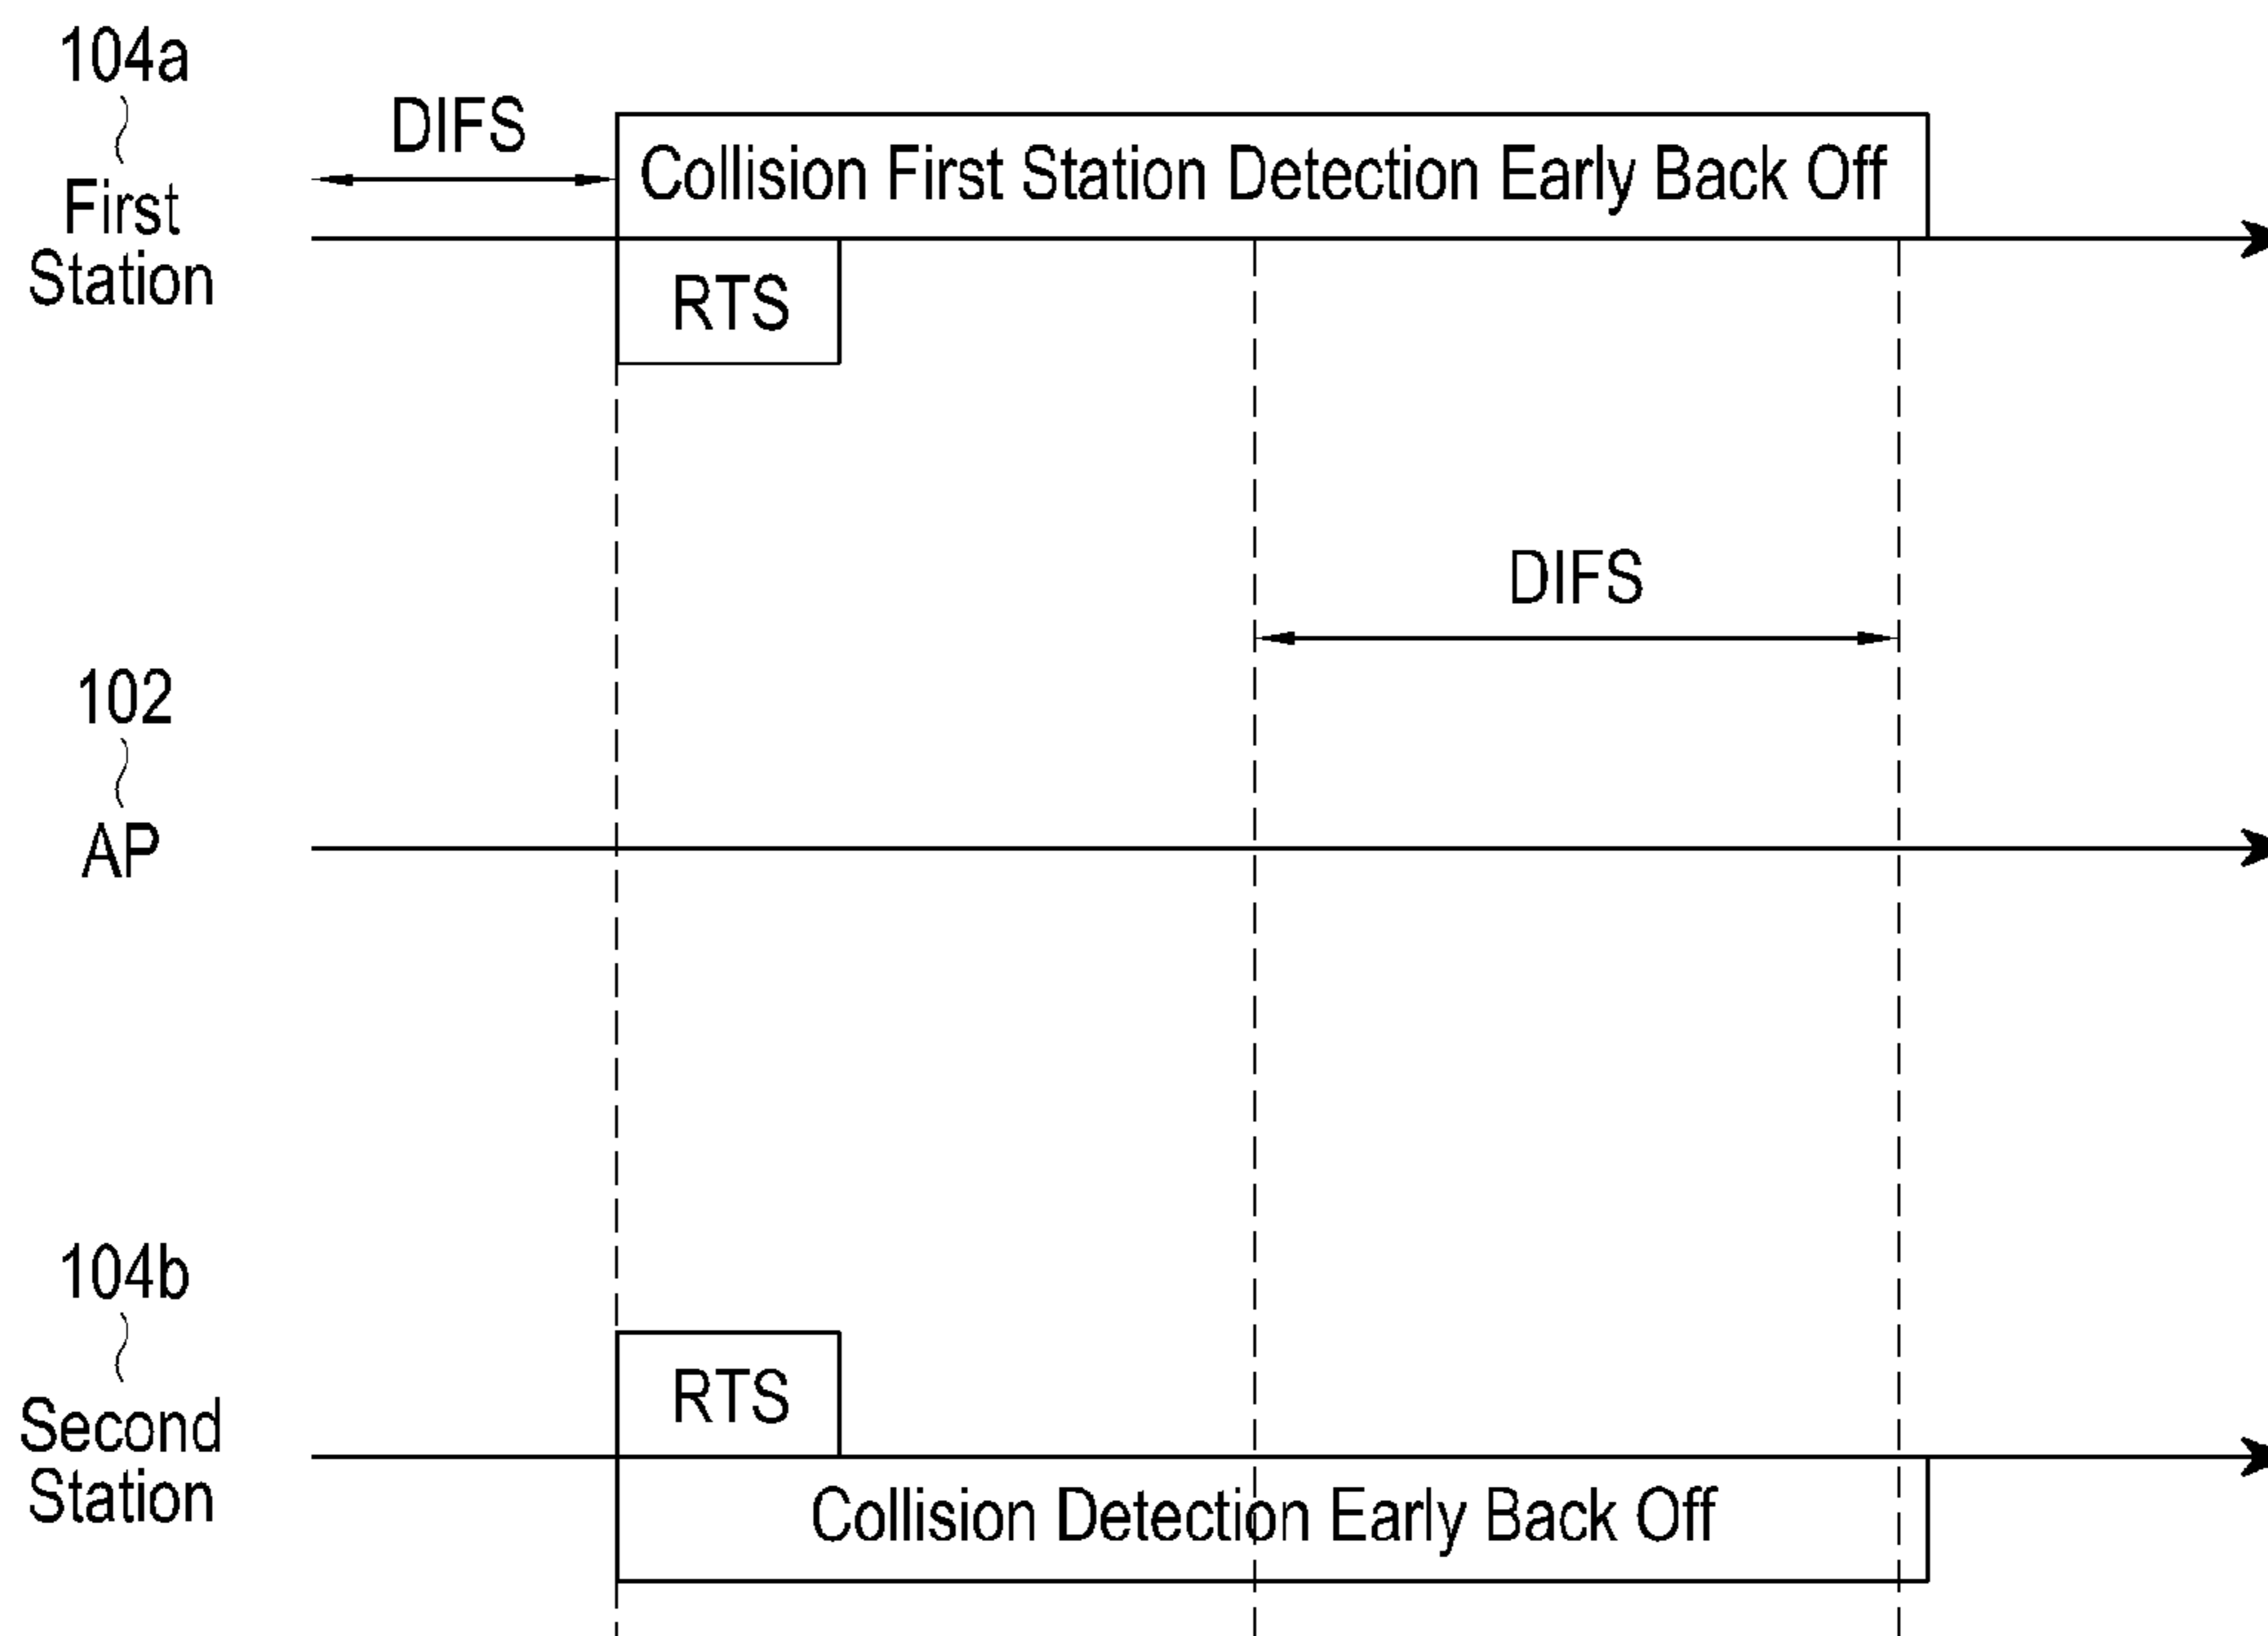 104a
First
Station
DIFS
Collision First Station Detection Early Back Off
RTS
DIFS
102
AP
104b
Second
Station
RTS
Collision Detection Early Back Off